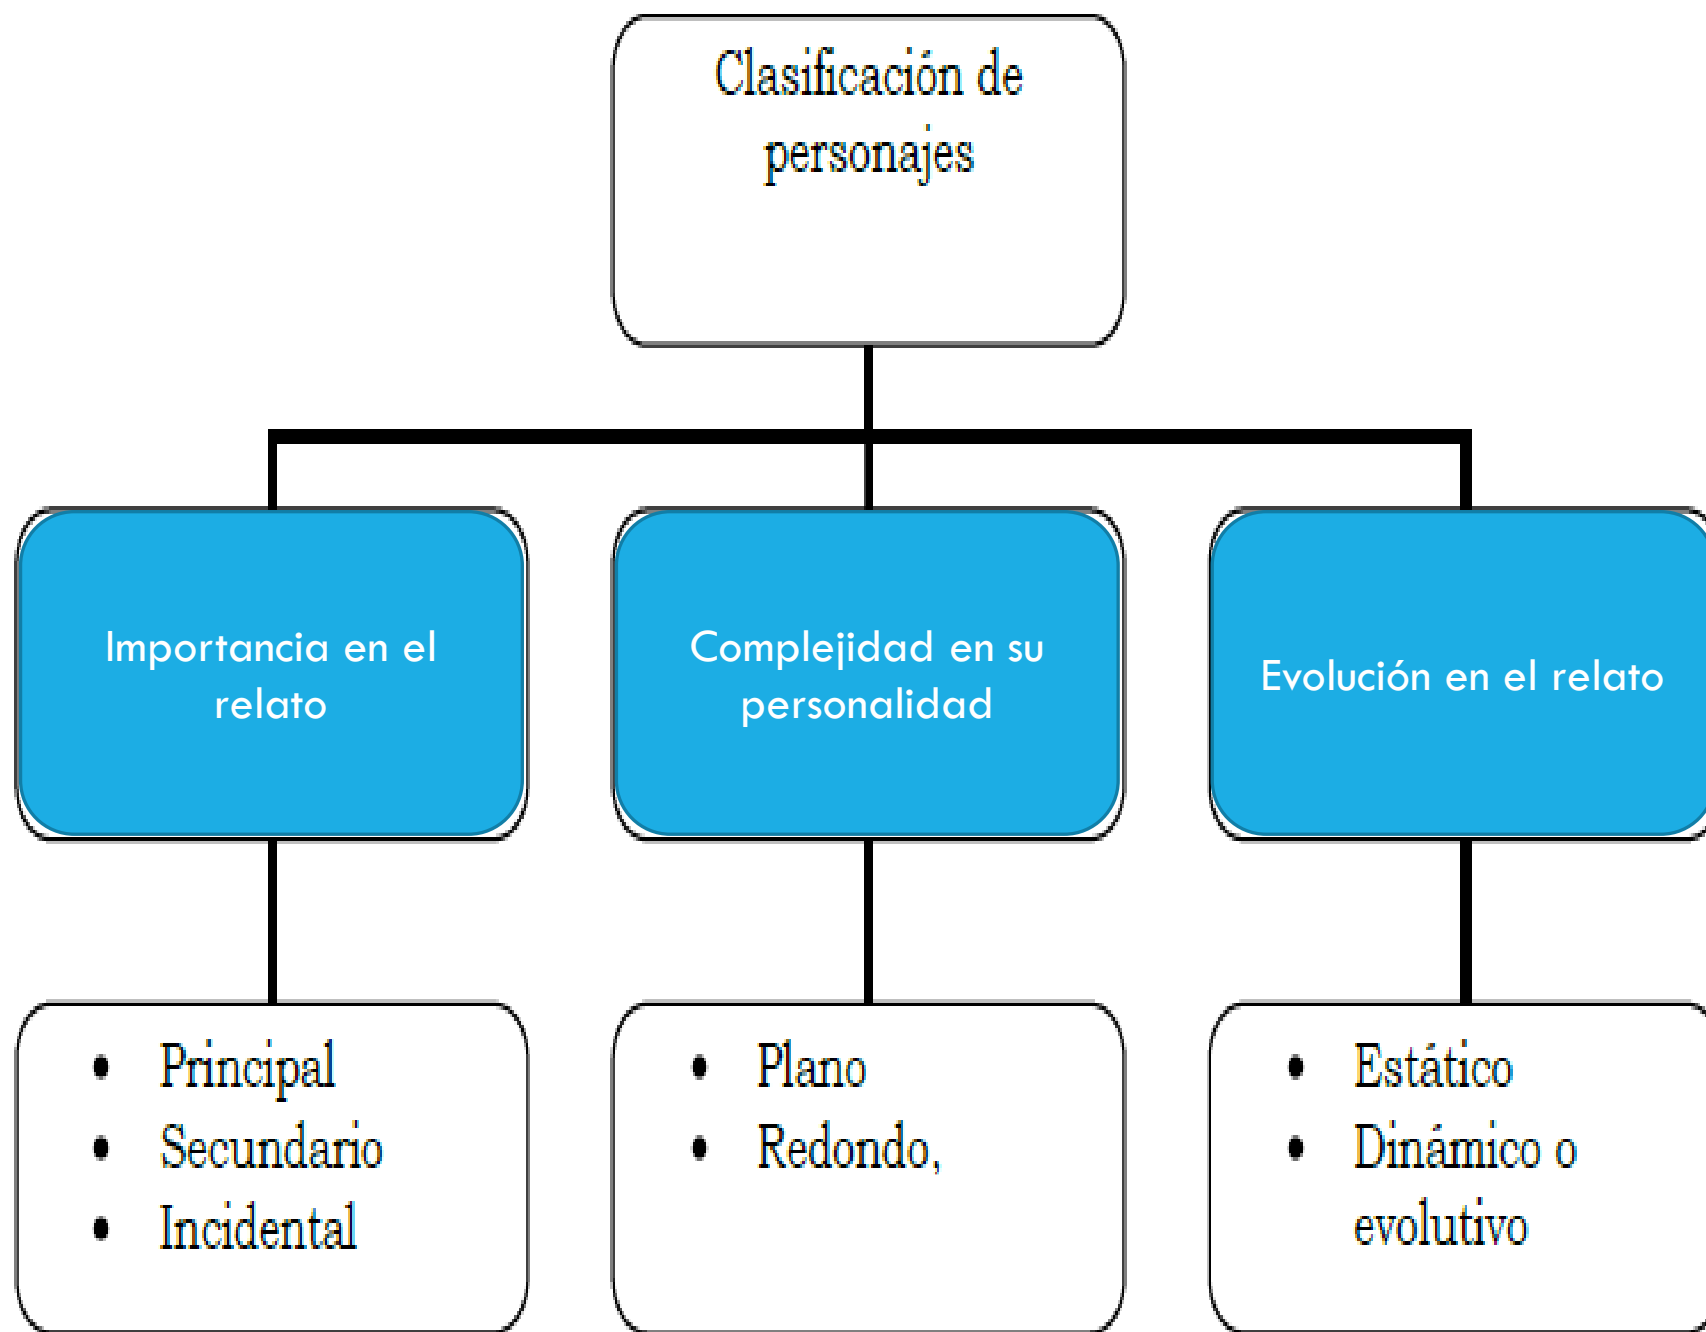 Clasificación de
personajes
Importancia en el
relato
Complejidad en su
personalidad
Evolución en el relato
• Principal
• Secundario
• Incidental
• Plano
• Redondo,
• Estático
• Dinámico o
evolutivo